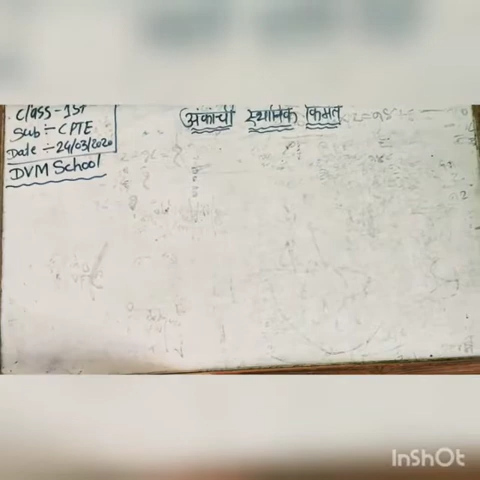 Class-1st
Sub:- CPTE
Date:- 24/03/2020
DVM School
अंकांची स्थानिक किंमत
InShOt